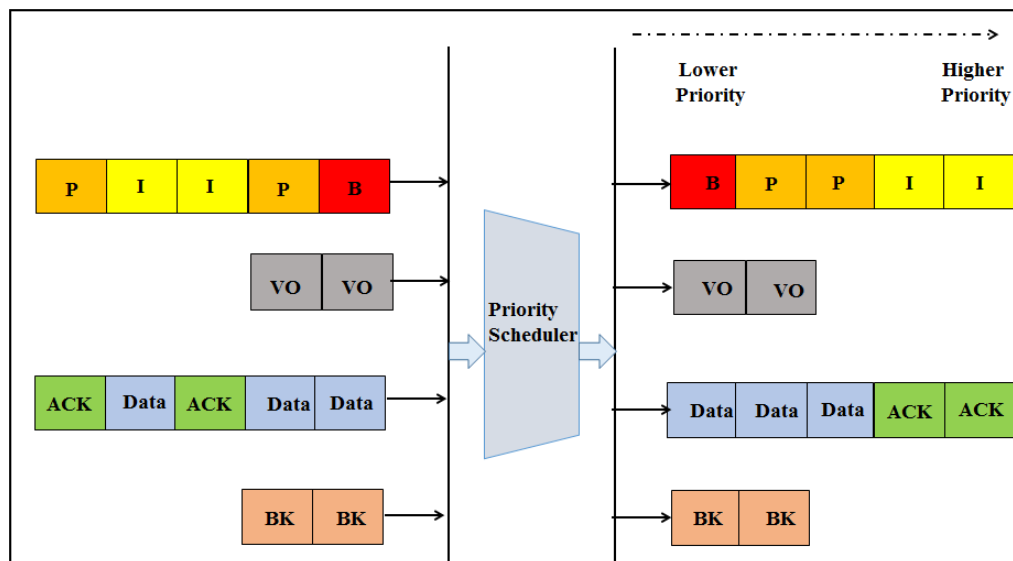 Lower
Priority
Higher
Priority
P I I P B
B P P I I
VO VO
VO VO
Priority
Scheduler
ACK Data ACK Data Data
Data Data Data ACK ACK
BK BK
BK BK